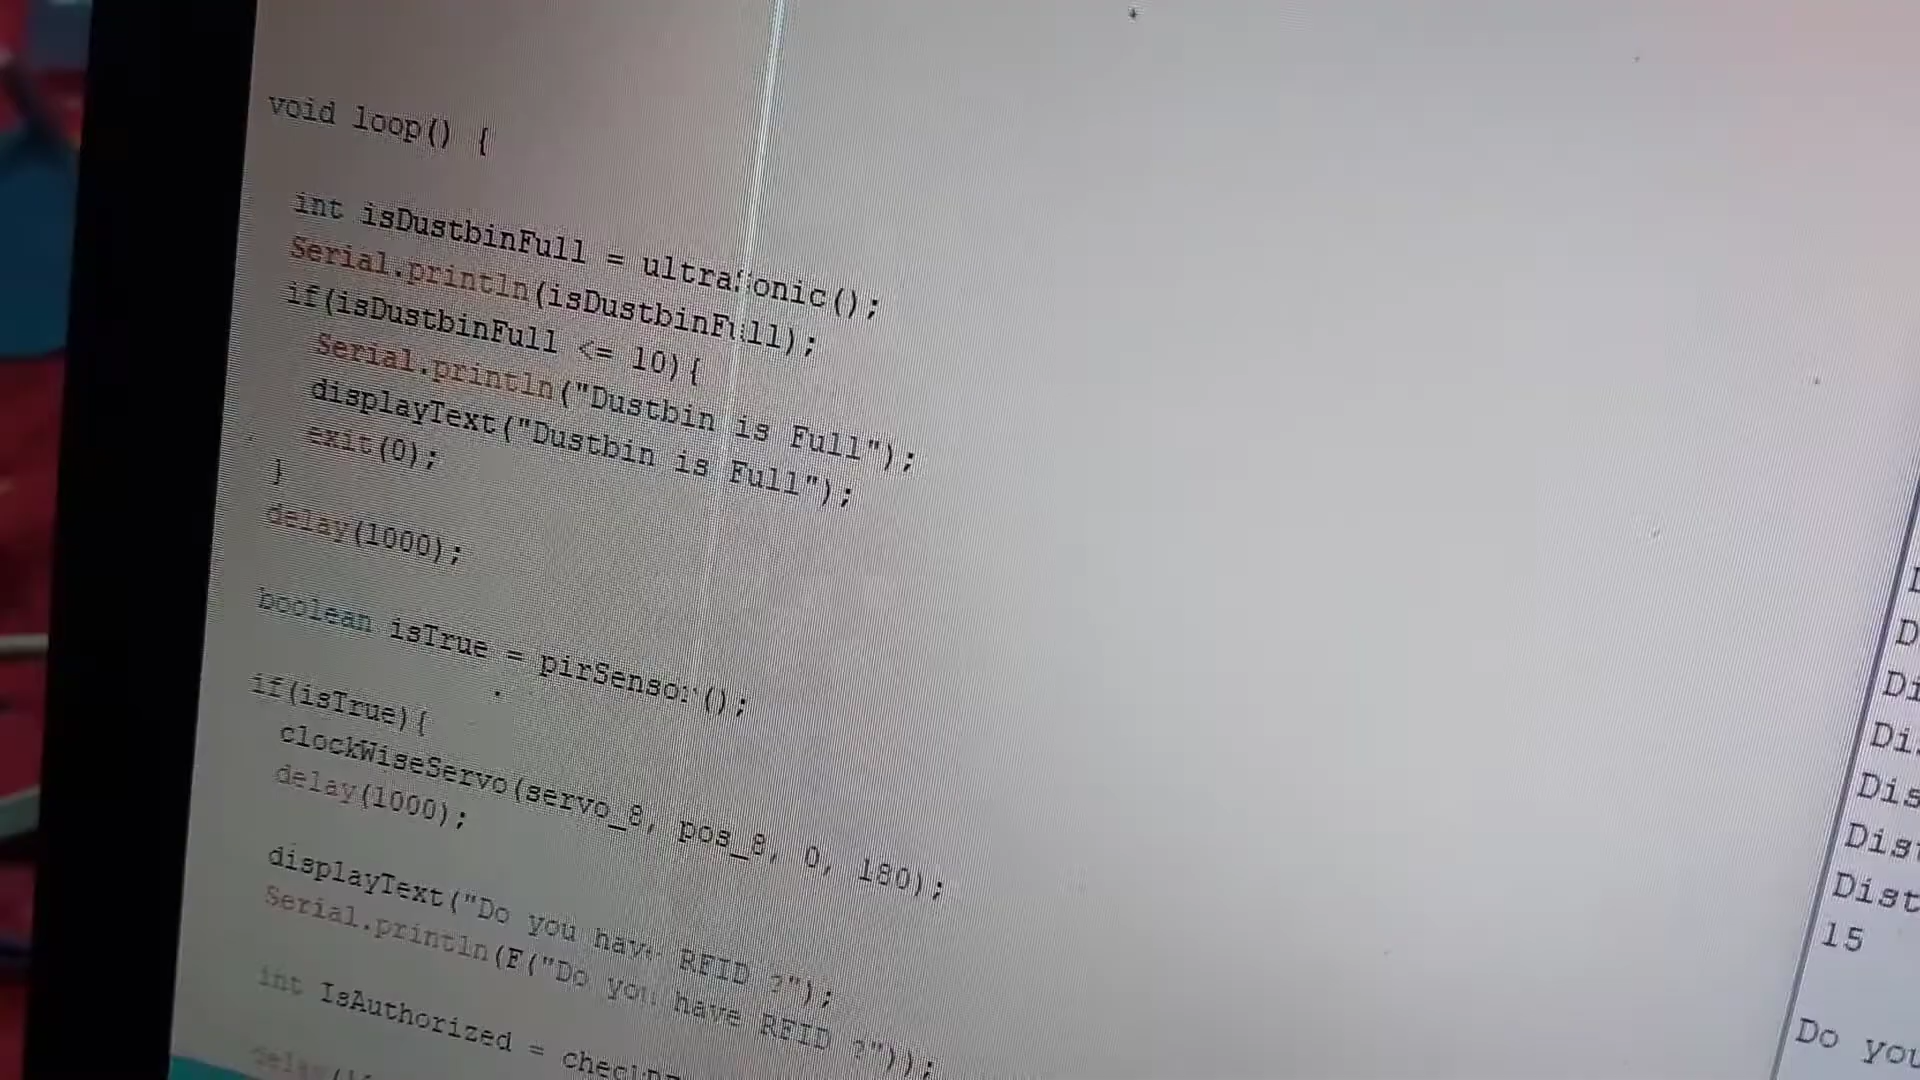 void loop() {
int isDustbinFull = ultraSonic();
Serial.println(isDustbinFull);
if(isDustbinFull <= 10){
Serial.println("Dustbin is Full");
displayText("Dustbin is Full");
exit(0);
}
delay(1000);
boolean isTrue = pirSensor();
if(isTrue){
clockWiseServo(servo_8, pos_8, 0, 180);
delay(1000);
displayText("Do you have RFID ?");
Serial.println(F("Do you have RFID ?"));
int IsAuthorized =
D
Di
Dis
Dis
Dist
15
Do you